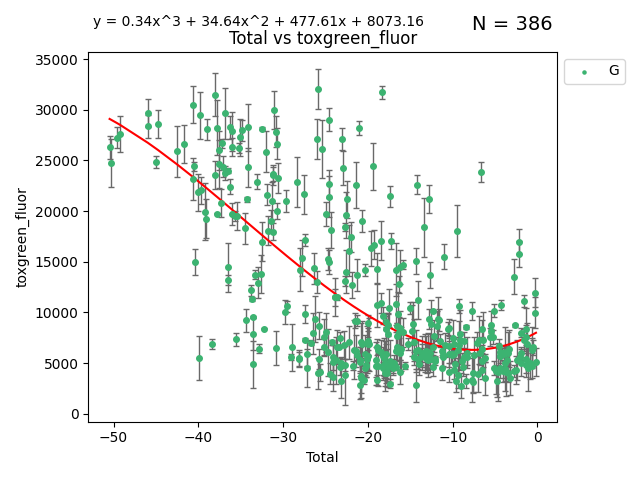 y = 0.34x^3 + 34.64x^2 + 477.61x + 8073.16
N = 386
Total vs toxgreen_fluor
35000
30000
25000
20000
15000
10000
5000
0
toxgreen_fluor
−50
−40
−30
−20
−10
0
Total
G